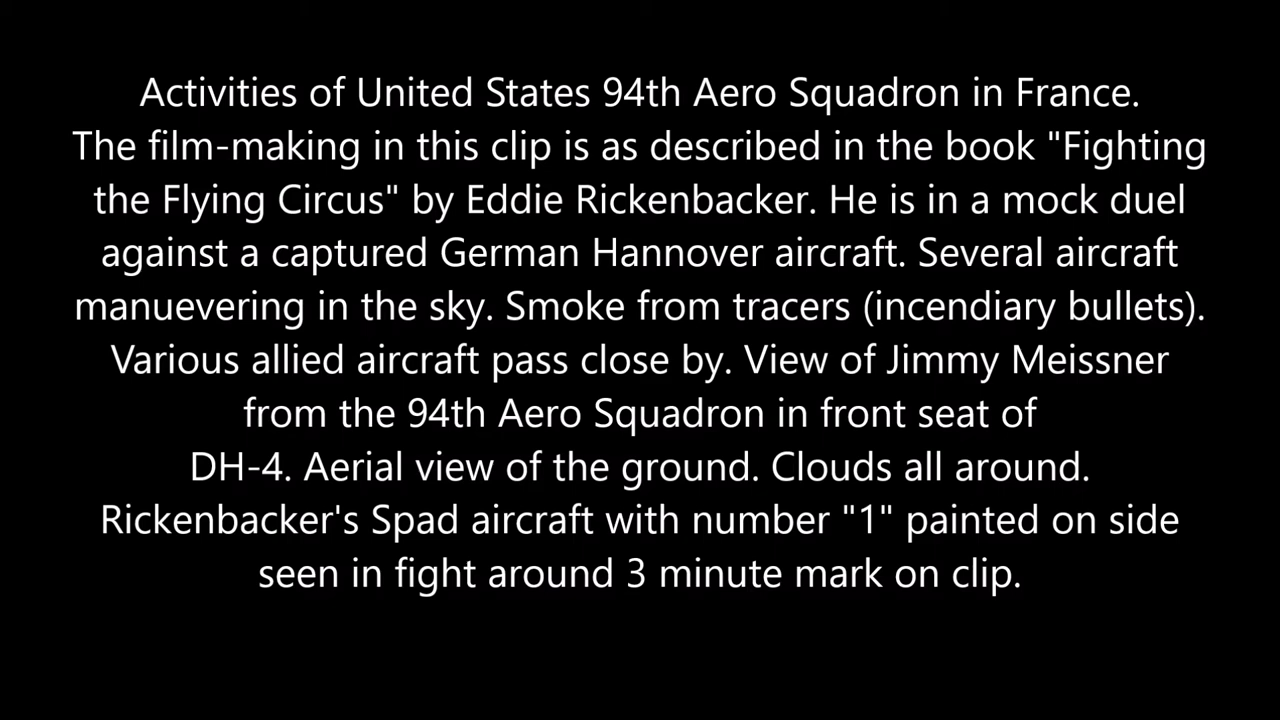 Activities of United States 94th Aero Squadron in France.
The film-making in this clip is as described in the book "Fighting
the Flying Circus" by Eddie Rickenbacker. He is in a mock duel
against a captured German Hannover aircraft. Several aircraft
manuevering in the sky. Smoke from tracers (incendiary bullets).
Various allied aircraft pass close by. View of Jimmy Meissner
from the 94th Aero Squadron in front seat of
DH-4. Aerial view of the ground. Clouds all around.
Rickenbacker's Spad aircraft with number "1" painted on side
seen in fight around 3 minute mark on clip.